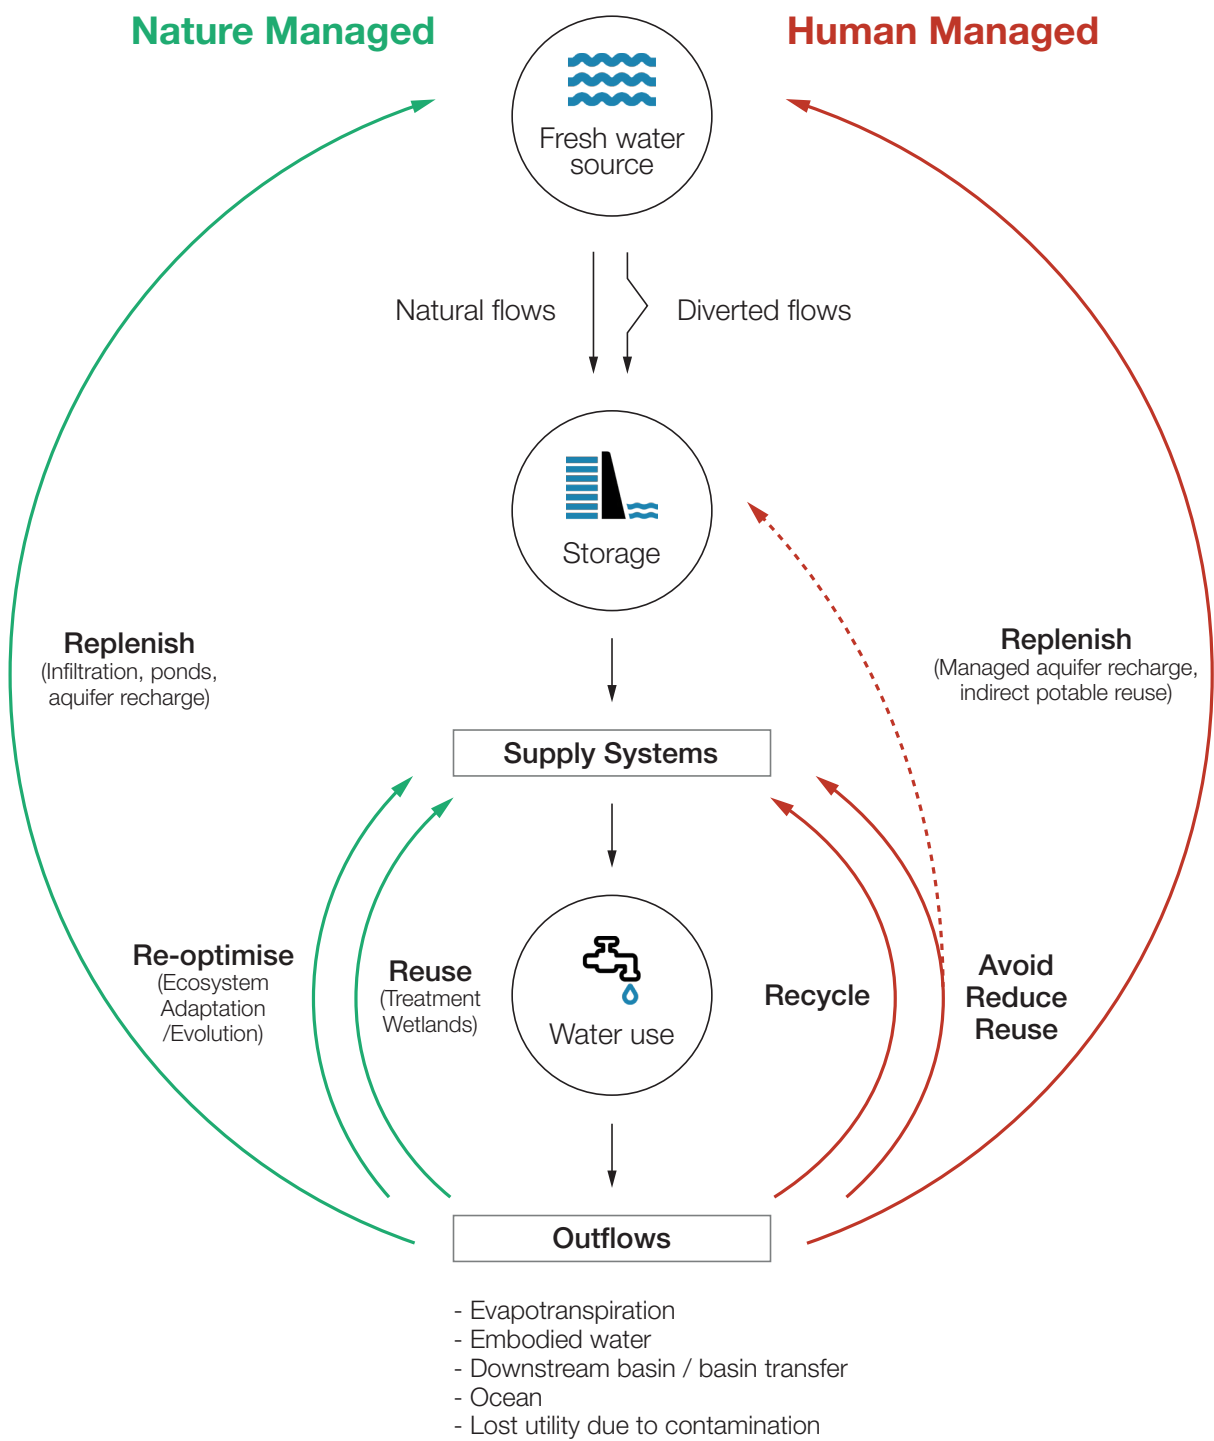 Nature Managed
Human Managed
Fresh water
source
Natural flows
Diverted flows
Storage
Replenish
(Infiltration, ponds,
aquifer recharge)
Replenish
(Managed aquifer recharge,
indirect potable reuse)
Supply Systems
Re-optimise
(Ecosystem
Adaptation
/Evolution)
Reuse
(Treatment
Wetlands)
Water use
Recycle
Avoid
Reduce
Reuse
Outflows
- Evapotranspiration
- Embodied water
- Downstream basin / basin transfer
- Ocean
- Lost utility due to contamination